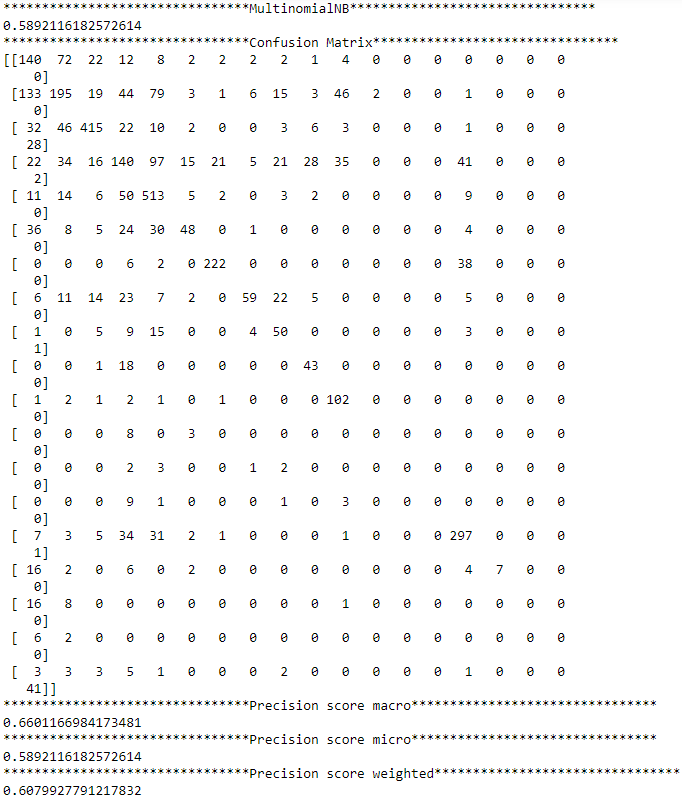 ********************************MultinomialNB********************************
0.5892116182572614
********************************Confusion Matrix********************************
[[140  72  22  12   8   2   2   2   2   1   4   0   0   0   0   0   0   0
    0]
 [133 195  19  44  79   3   1   6  15   3  46   2   0   0   1   0   0   0
    0]
 [ 32  46 415  22  10   2   0   0   3   6   3   0   0   0   1   0   0   0
   28]
 [ 22  34  16 140  97  15  21   5  21  28  35   0   0   0  41   0   0   0
    2]
 [ 11  14   6  50 513   5   2   0   3   2   0   0   0   0   9   0   0   0
    0]
 [ 36   8   5  24  30  48   0   1   0   0   0   0   0   0   4   0   0   0
    0]
 [  0   0   0   6   2   0 222   0   0   0   0   0   0   0  38   0   0   0
    0]
 [  6  11  14  23   7   2   0  59  22   5   0   0   0   0   5   0   0   0
    0]
 [  1   0   5   9  15   0   0   4  50   0   0   0   0   0   3   0   0   0
    1]
 [  0   0   1  18   0   0   0   0   0  43   0   0   0   0   0   0   0   0
    0]
 [  1   2   1   2   1   0   1   0   0   0 102   0   0   0   0   0   0   0
    0]
 [  0   0   0   8   0   3   0   0   0   0   0   0   0   0   0   0   0   0
    0]
 [  0   0   0   2   3   0   0   1   2   0   0   0   0   0   0   0   0   0
    0]
 [  0   0   0   9   1   0   0   0   1   0   3   0   0   0   0   0   0   0
    0]
 [  7   3   5  34  31   2   1   0   0   0   1   0   0   0 297   0   0   0
    1]
 [ 16   2   0   6   0   2   0   0   0   0   0   0   0   0   4   7   0   0
    0]
 [ 16   8   0   0   0   0   0   0   0   0   1   0   0   0   0   0   0   0
    0]
 [  6   2   0   0   0   0   0   0   0   0   0   0   0   0   0   0   0   0
    0]
 [  3   3   3   5   1   0   0   0   2   0   0   0   0   0   1   0   0   0
   41]]
********************************Precision score macro********************************
0.6601166984173481
********************************Precision score micro********************************
0.5892116182572614
********************************Precision score weighted********************************
0.6079927791217832